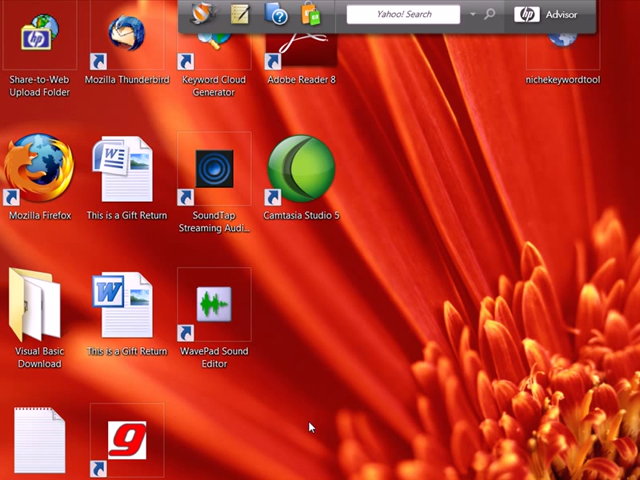 Yahoo! Search
hp
Advisor
hp
Share-to-Web
Upload Folder
Mozilla Thunderbird
Keyword Cloud
Generator
Adobe Reader 8
nichekeywordtool
W
Mozilla Firefox
This is a Gift Return
SoundTap
Streaming Audi...
Camtasia Studio 5
W
Visual Basic
Download
This is a Gift Return
WavePad Sound
Editor
9